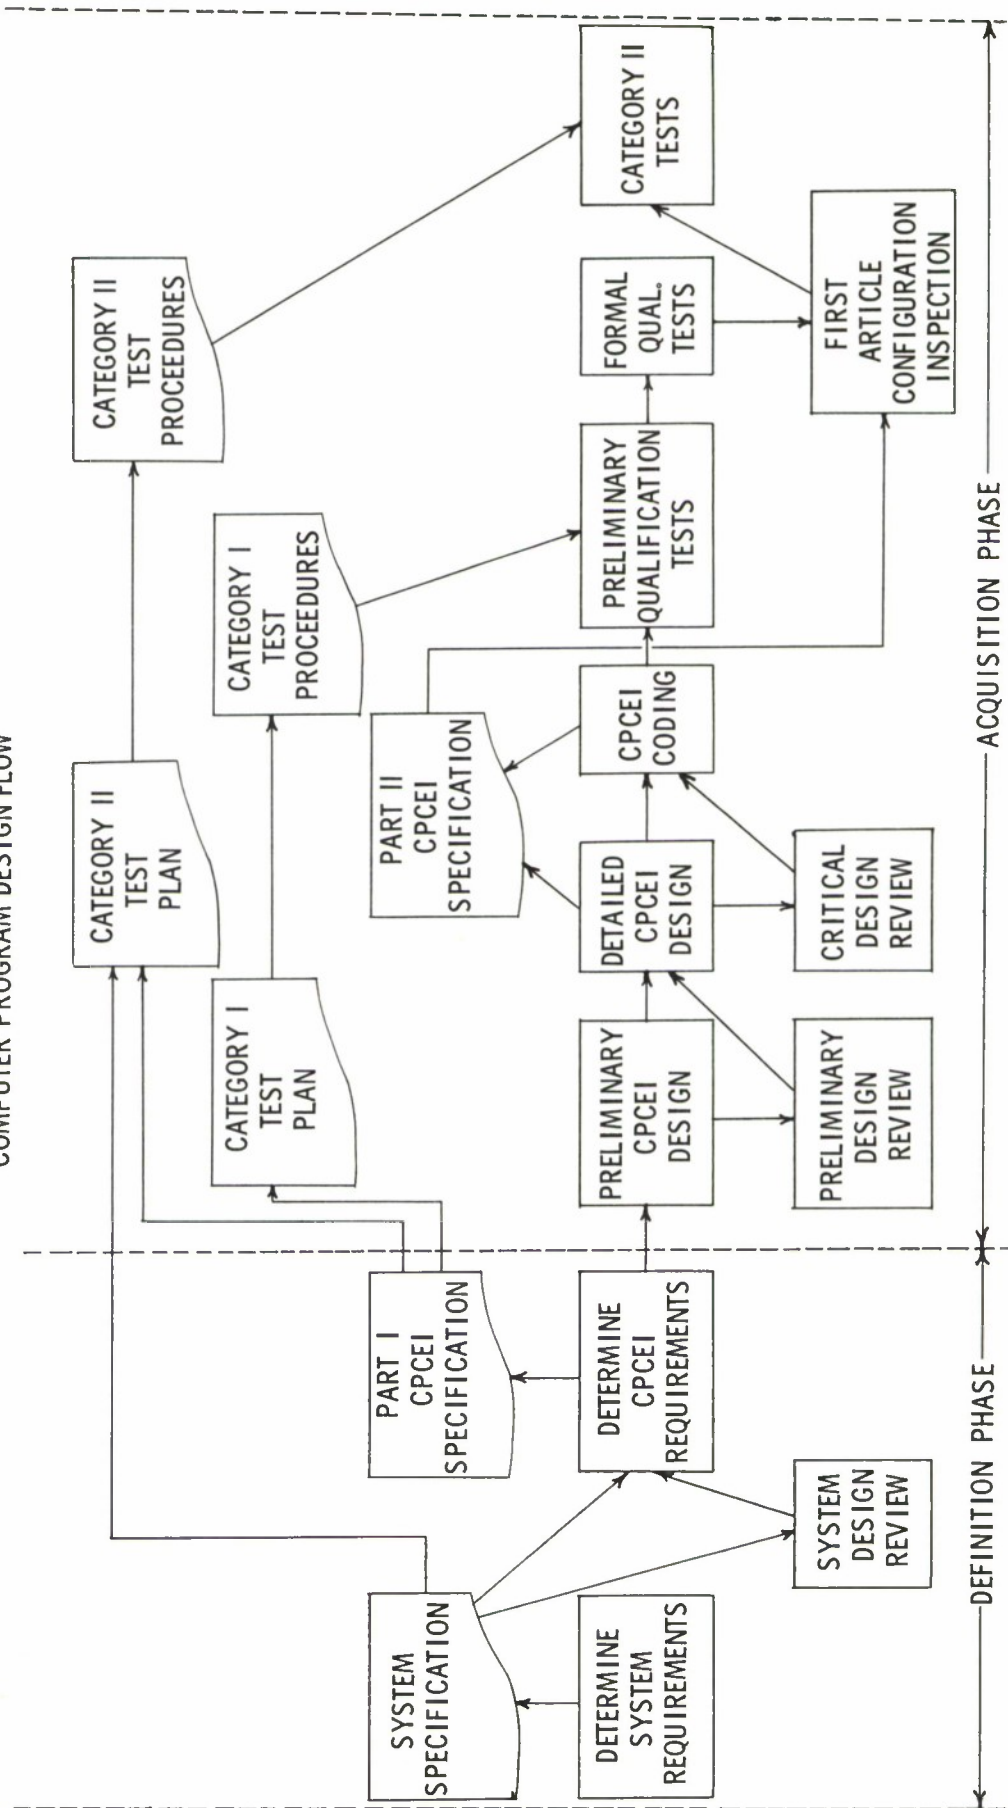 COMPUTER PROGRAM DESIGN FLOW
CATEGORY II
TEST
PLAN
CATEGORY II
TEST
PROCEEDURES
CATEGORY I
TEST
PLAN
CATEGORY I
TEST
PROCEEDURES
SYSTEM
SPECIFICATION
PART I
CPCEI
SPECIFICATION
PART II
CPCEI
SPECIFICATION
DETERMINE
SYSTEM
REQUIREMENTS
DETERMINE
CPCEI
REQUIREMENTS
PRELIMINARY
CPCEI
DESIGN
DETAILED
CPCEI
DESIGN
CPCEI
CODING
PRELIMINARY
QUALIFICATION
TESTS
FORMAL
QUAL.
TESTS
CATEGORY II
TESTS
SYSTEM
DESIGN
REVIEW
PRELIMINARY
DESIGN
REVIEW
CRITICAL
DESIGN
REVIEW
FIRST
ARTICLE
CONFIGURATION
INSPECTION
DEFINITION PHASE
ACQUISITION PHASE